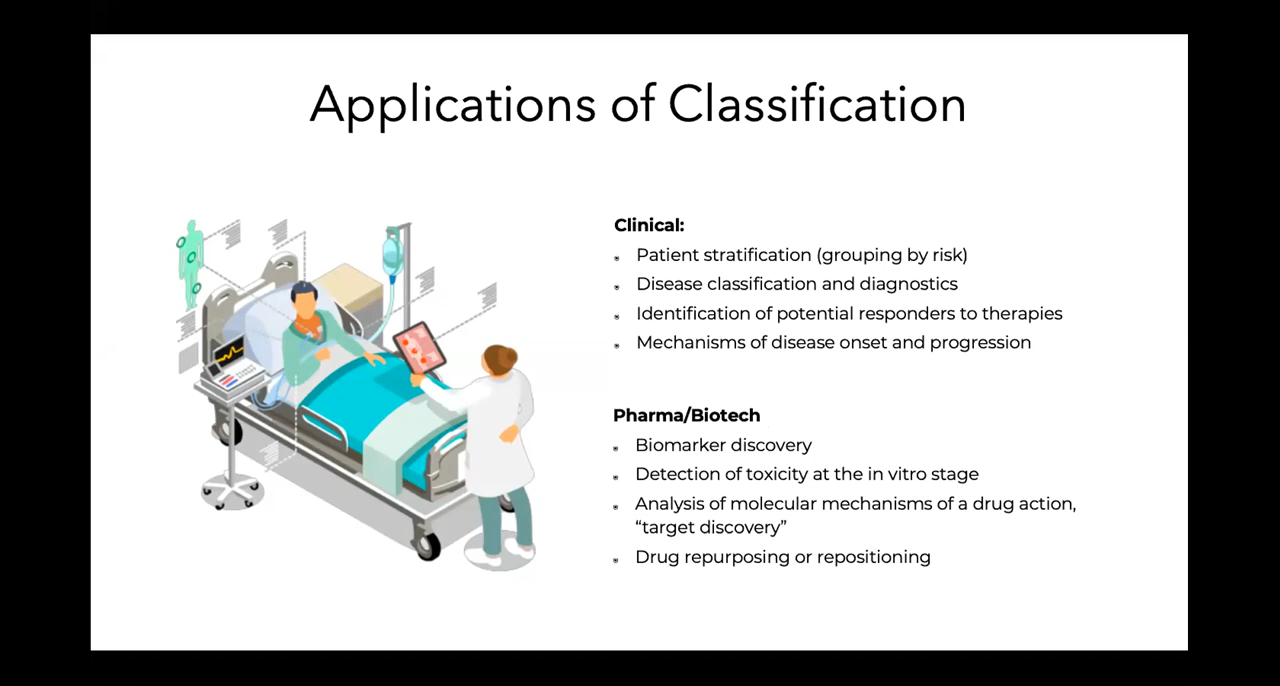 Applications of Classification
Clinical:
Patient stratification (grouping by risk)
Disease classification and diagnostics
Identification of potential responders to therapies
Mechanisms of disease onset and progression
Pharma/Biotech
Biomarker discovery
Detection of toxicity at the in vitro stage
Analysis of molecular mechanisms of a drug action,
“target discovery”
Drug repurposing or repositioning